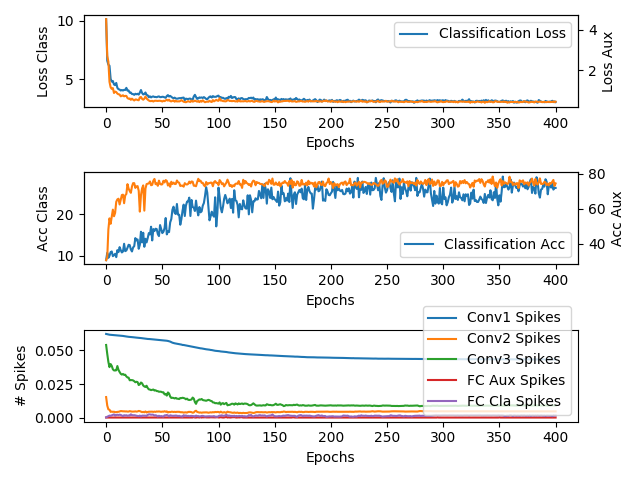 Loss Class
10
5
Classification Loss
4
2
Loss Aux
0 50 100 150 200 250 300 350 400
Epochs
Acc Class
20
10
Classification Acc
80
60
40
Acc Aux
0 50 100 150 200 250 300 350 400
Epochs
# Spikes
0.050
0.025
0.000
Conv1 Spikes
Conv2 Spikes
Conv3 Spikes
FC Aux Spikes
FC Cla Spikes
0 50 100 150 200 250 300 350 400
Epochs